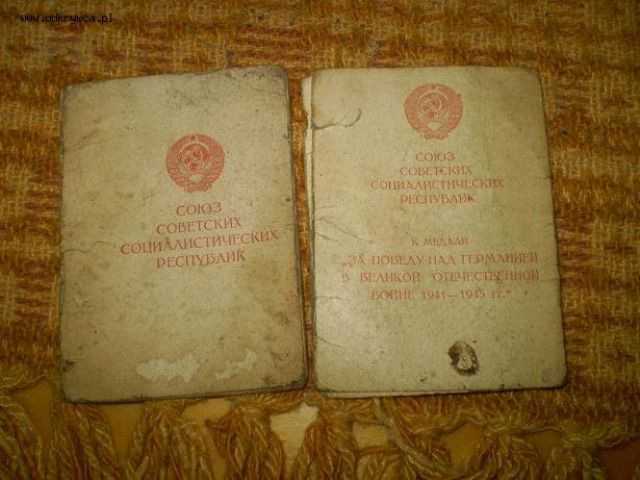 www.odkrywca.pl
СОЮЗ
СОВЕТСКИХ
СОЦИАЛИСТИЧЕСКИХ
РЕСПУБЛИК
СОЮЗ
СОВЕТСКИХ
СОЦИАЛИСТИЧЕСКИХ
РЕСПУБЛИК
К МЕДАЛИ
„ЗА ПОБЕДУ НАД ГЕРМАНИЕЙ
В ВЕЛИКОЙ ОТЕЧЕСТВЕННОЙ
ВОЙНЕ 1941—1945 гг.“